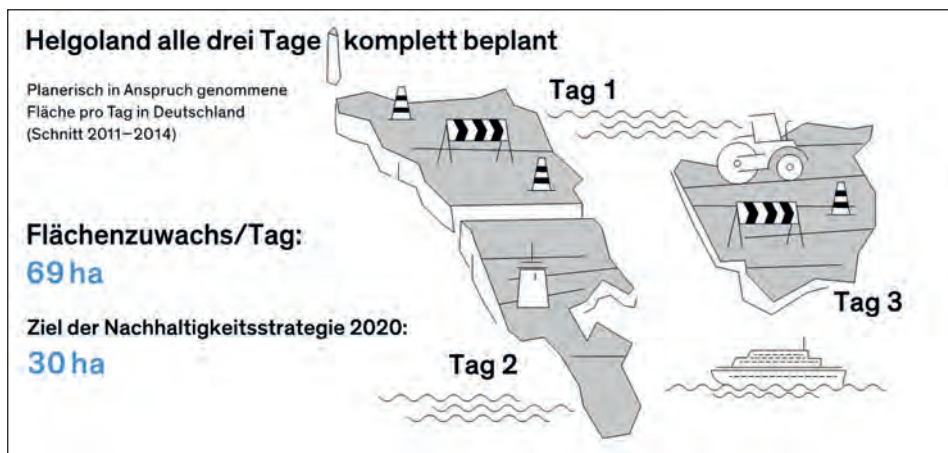 Helgoland alle drei Tage komplett beplant
Planerisch in Anspruch genommene
Fläche pro Tag in Deutschland
(Schnitt 2011–2014)
Tag 1
Flächenzuwachs/Tag:
69 ha
Tag 3
Ziel der Nachhaltigkeitsstrategie 2020:
30 ha
Tag 2